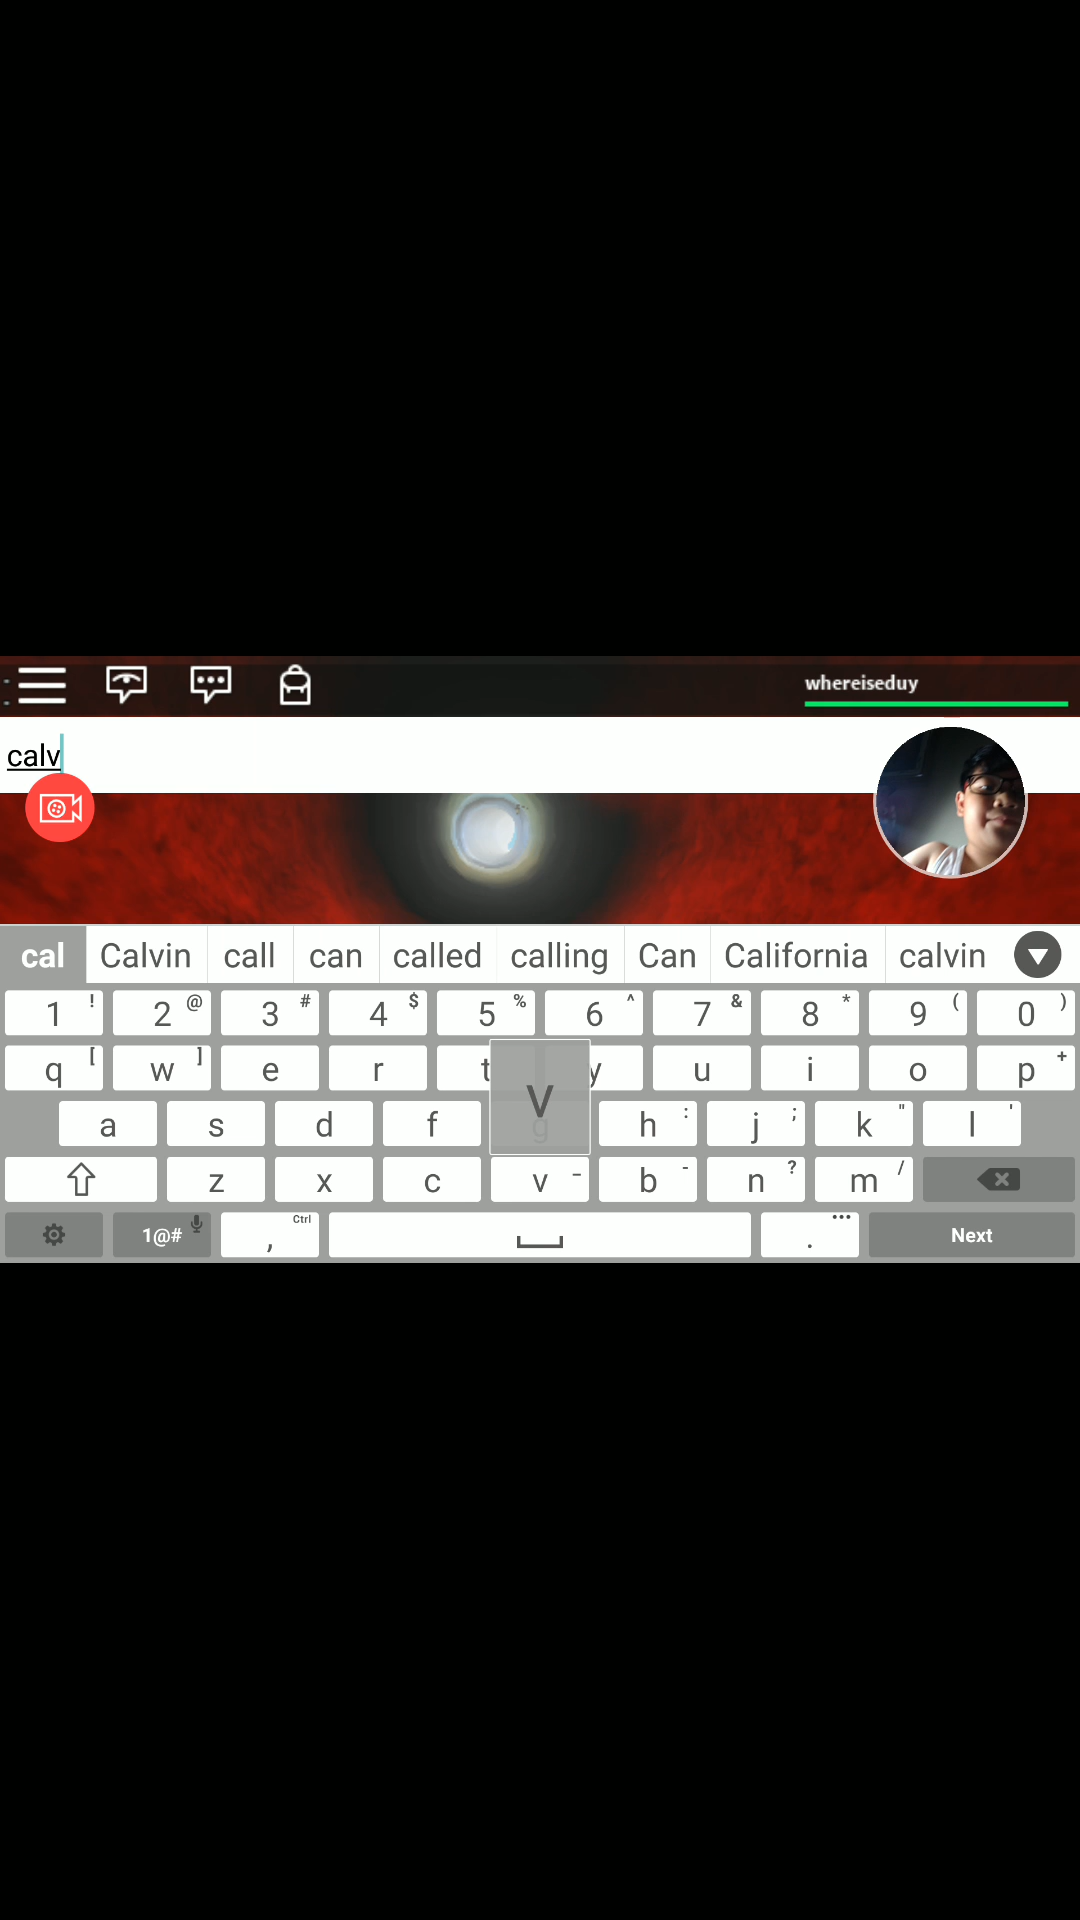 whereiseduy
calv
cal Calvin call can called calling Can California calvin
1 ! 2 @ 3 # 4 $ 5 % 6 ^ 7 & 8 * 9 ( 0 )
q [ w ] e r t y u i o p +
v
a s d f g h : j ; k " l '
z x c v _ b - n ? m /
1@# Ctrl , . ... Next